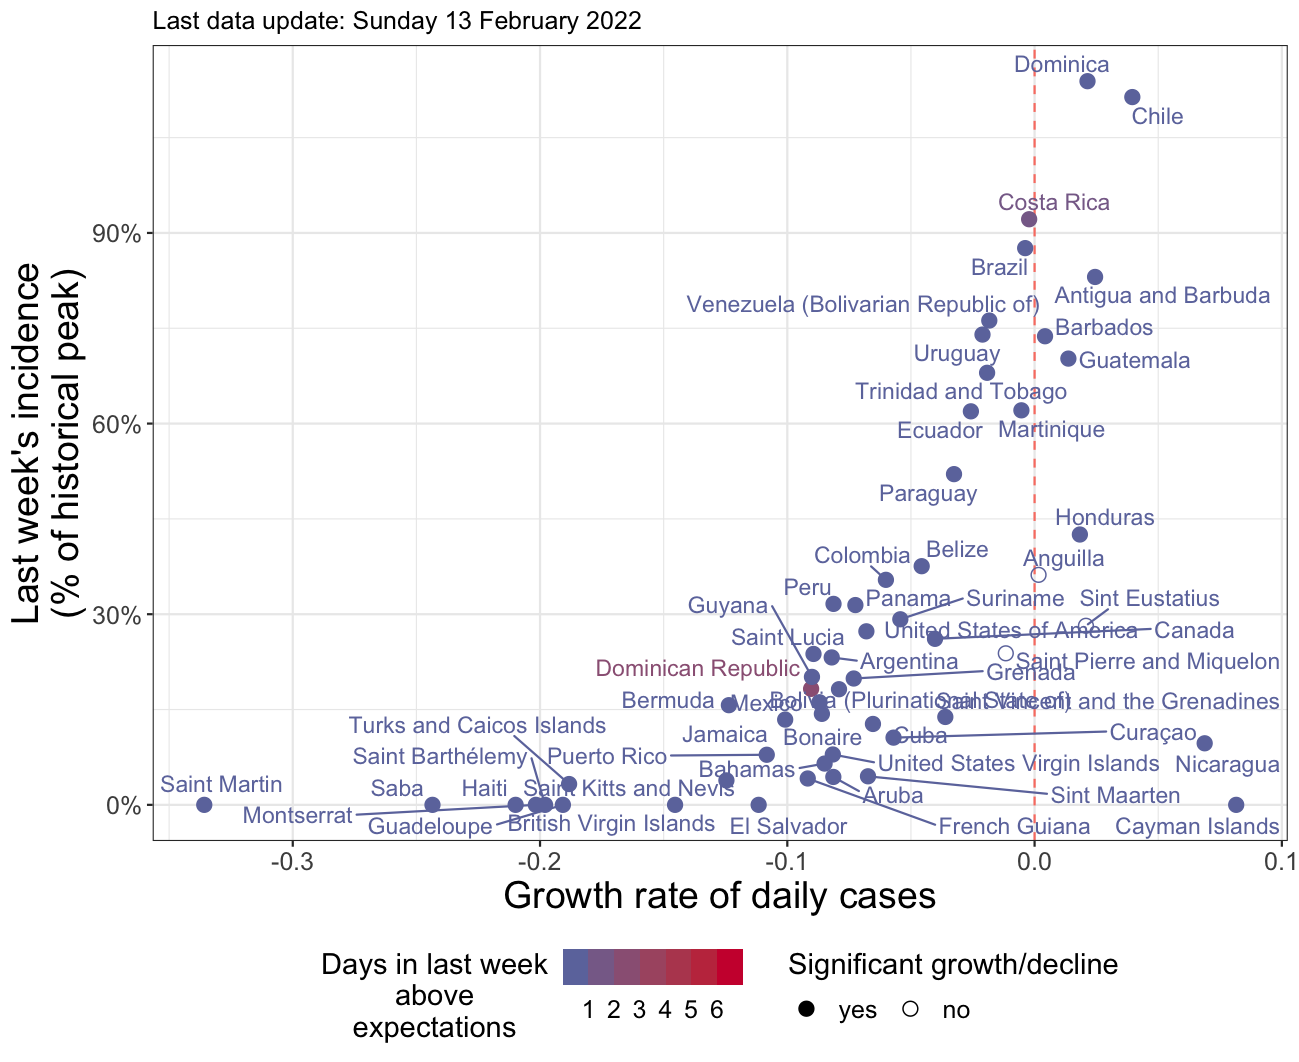 Last data update: Sunday 13 February 2022
Last week's incidence
(% of historical peak)
90%
60%
30%
0%
Dominica
Chile
Costa Rica
Brazil
Antigua and Barbuda
Venezuela (Bolivarian Republic of)
Barbados
Uruguay
Guatemala
Trinidad and Tobago
Ecuador
Martinique
Paraguay
Honduras
Colombia
Belize
Anguilla
Peru
Guyana
Panama
Suriname
Sint Eustatius
Saint Lucia
United States of America
Canada
Dominican Republic
Argentina
Saint Pierre and Miquelon
Grenada
Bermuda
Mexico
Bolivia (Plurinational State of)
Saint Vincent and the Grenadines
Turks and Caicos Islands
Jamaica
Bonaire
Cuba
Curaçao
Saint Barthélemy
Puerto Rico
Bahamas
United States Virgin Islands
Nicaragua
Saint Martin
Saba
Haiti
Saint Kitts and Nevis
Aruba
Sint Maarten
Montserrat
Guadeloupe
British Virgin Islands
El Salvador
French Guiana
Cayman Islands
-0.3
-0.2
-0.1
0.0
0.1
Growth rate of daily cases
Days in last week
above
expectations
1 2 3 4 5 6
Significant growth/decline
yes
no